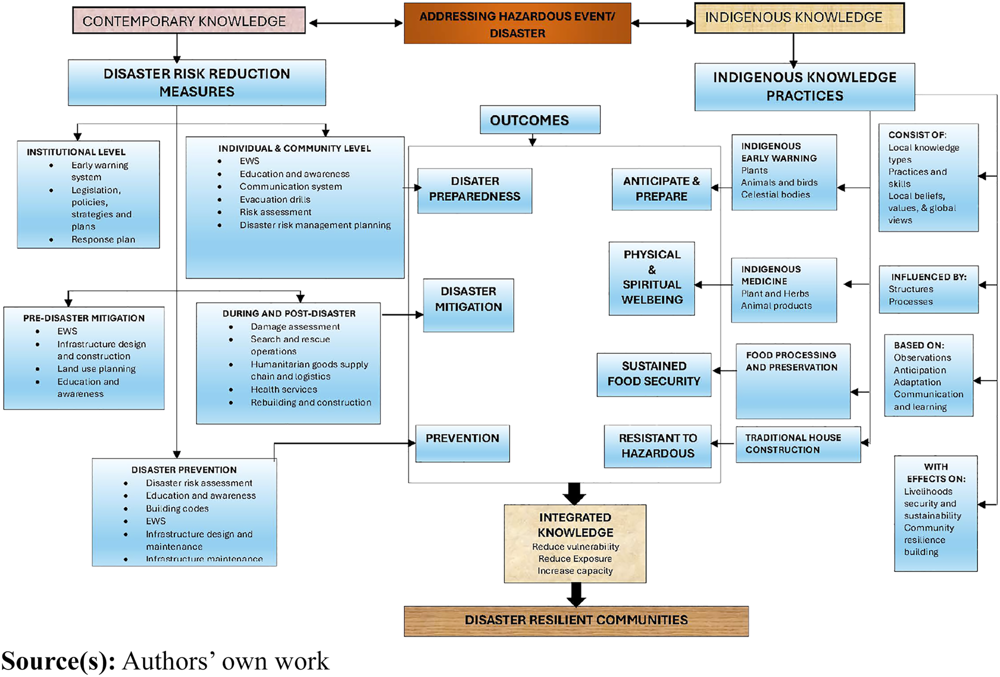 CONTEMPORARY KNOWLEDGE
ADDRESSING HAZARDOUS EVENT/
DISASTER
INDIGENOUS KNOWLEDGE
DISASTER RISK REDUCTION
MEASURES
INDIGENOUS KNOWLEDGE
PRACTICES
OUTCOMES
INSTITUTIONAL LEVEL
• Early warning
system
• Legislation,
policies,
strategies and
plans
• Response plan
INDIVIDUAL & COMMUNITY LEVEL
• EWS
• Education and awareness
• Communication system
• Evacuation drills
• Risk assessment
• Disaster risk management planning
DISATER
PREPAREDNESS
ANTICIPATE &
PREPARE
INDIGENOUS
EARLY WARNING
Plants
Animals and birds
Celestial bodies
CONSIST OF:
Local knowledge
types
Practices and
skills
Local beliefs,
values, & global
views
PHYSICAL
&
SPIRITUAL
WELBEING
INDIGENOUS
MEDICINE
Plant and Herbs
Animal products
INFLUENCED BY:
Structures
Processes
DISASTER
MITIGATION
PRE-DISASTER MITIGATION
• EWS
• Infrastructure design
and construction
• Land use planning
• Education and
awareness
DURING AND POST-DISASTER
• Damage assessment
• Search and rescue
operations
• Humanitarian goods supply
chain and logistics
• Health services
• Rebuilding and construction
SUSTAINED
FOOD SECURITY
FOOD PROCESSING
AND PRESERVATION
BASED ON:
Observations
Anticipation
Adaptation
Communication
and learning
PREVENTION
RESISTANT TO
HAZARDOUS
TRADITIONAL HOUSE
CONSTRUCTION
DISASTER PREVENTION
• Disaster risk assessment
• Education and awareness
• Building codes
• EWS
• Infrastructure design and
maintenance
• Infrastructure maintenance
WITH
EFFECTS ON:
Livelihoods
security and
sustainability
Community
resilience
building
INTEGRATED
KNOWLEDGE
Reduce vulnerability
Reduce Exposure
Increase capacity
DISASTER RESILIENT COMMUNITIES
Source(s): Authors’ own work